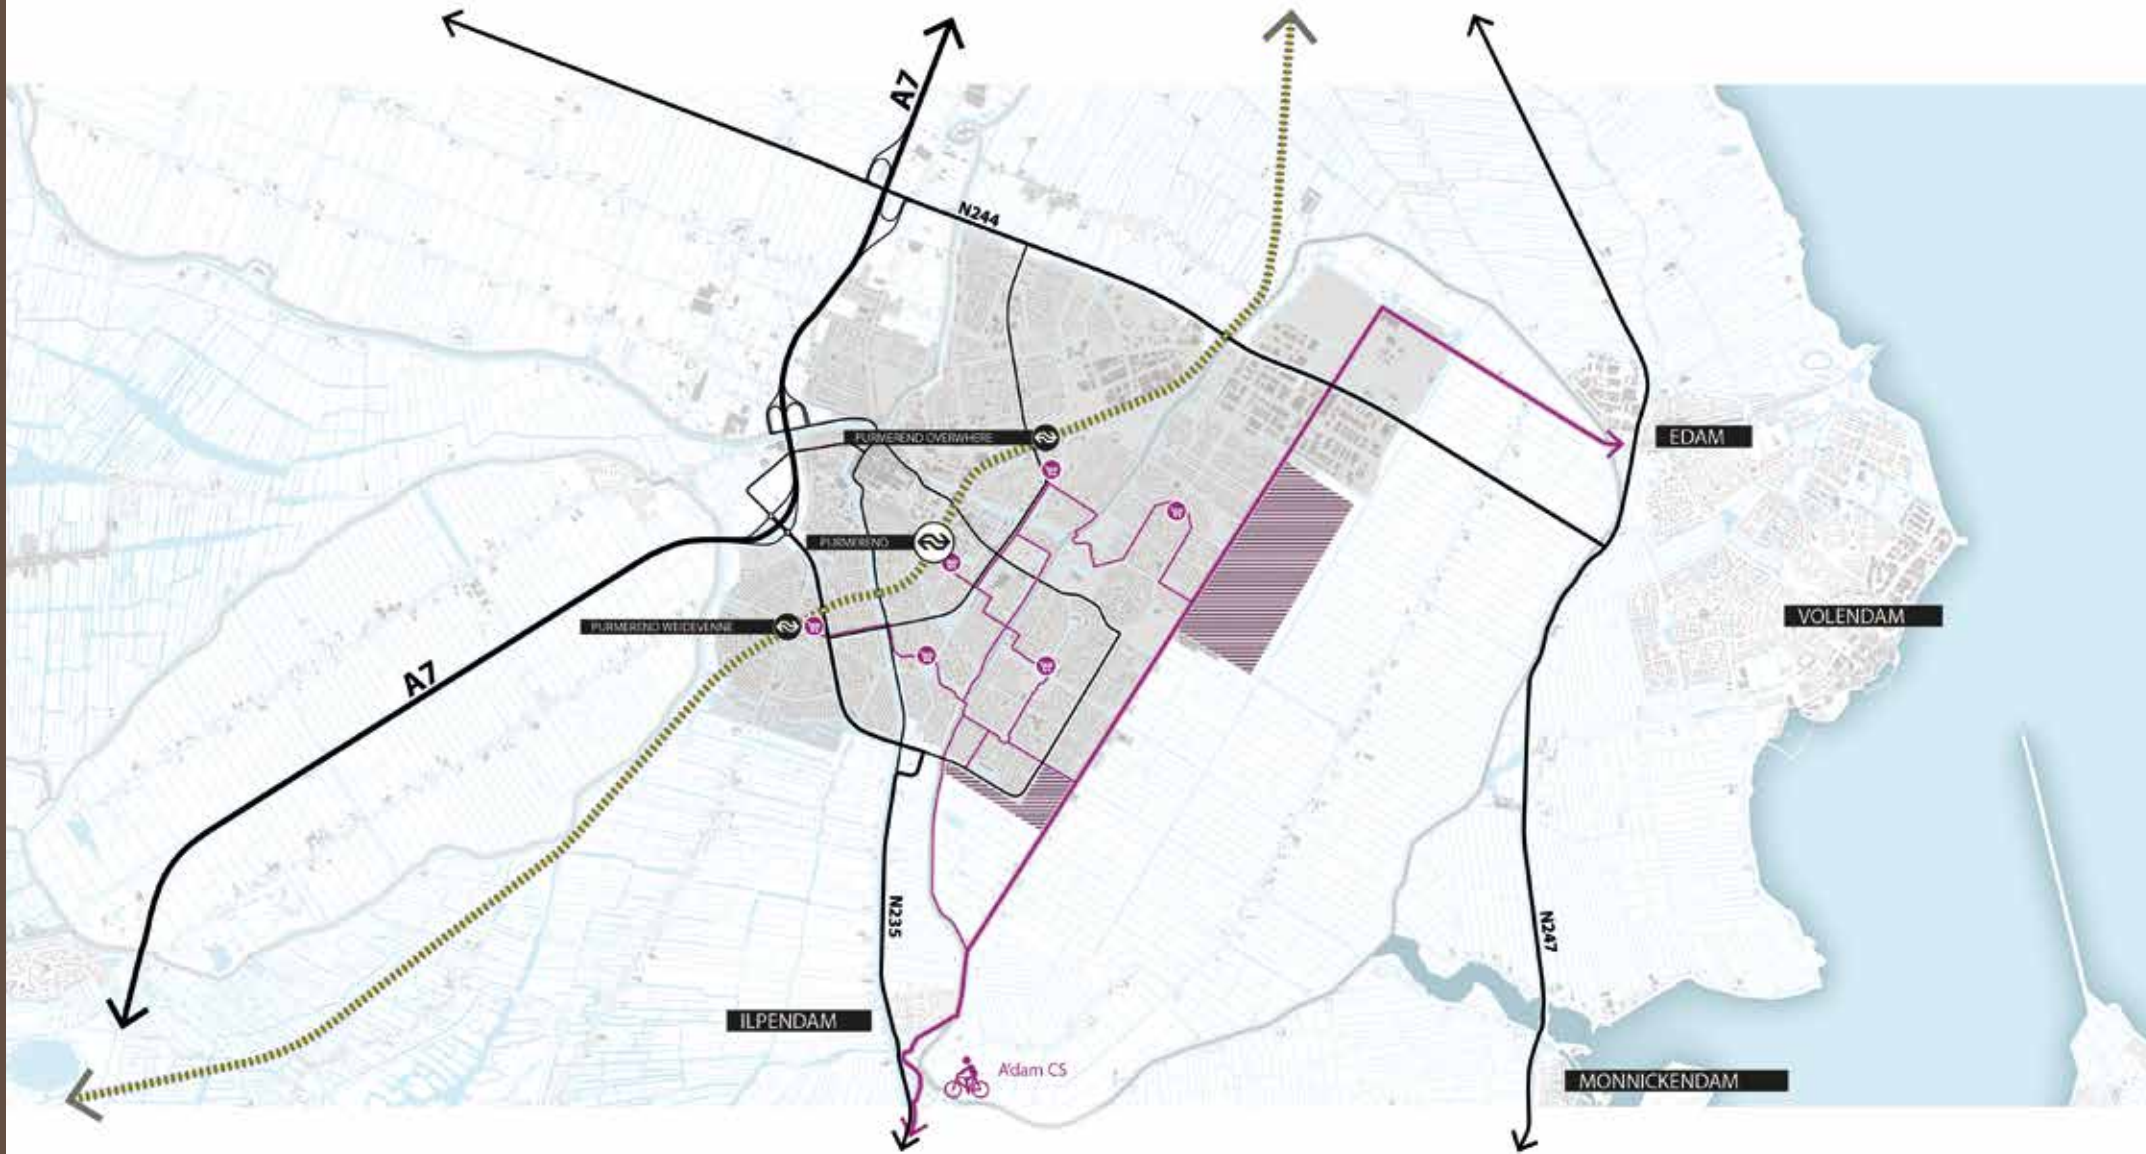 A7
N244
PURMEREND OVERWHERE
EDAM
PURMEREND
VOLENDAM
PURMEREND WEIDEVENNE
A7
N235
N247
ILPENDAM
A'dam CS
MONNICKENDAM